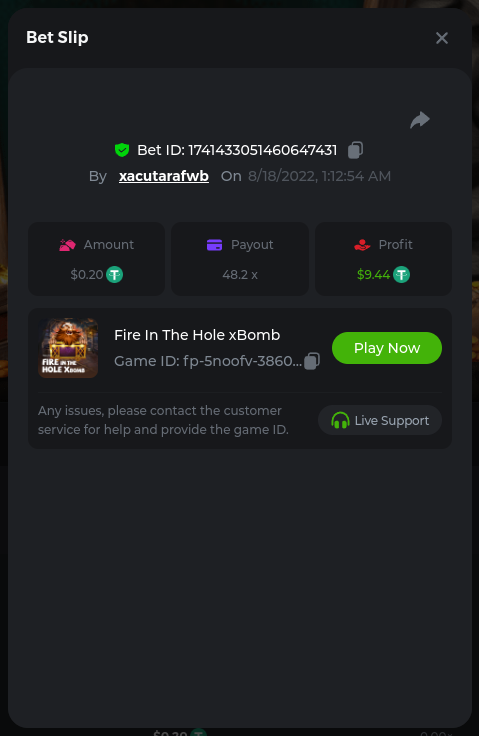 Bet Slip
Bet ID: 1741433051460647431
By xacutarafwb On 8/18/2022, 1:12:54 AM
Amount
Payout
Profit
$0.20
48.2 x
$9.44
FIRE IN THE
HOLE XBOMB
Fire In The Hole xBomb
Game ID: fp-5noofv-3860...
Play Now
Any issues, please contact the customer
service for help and provide the game ID.
Live Support
$0.20